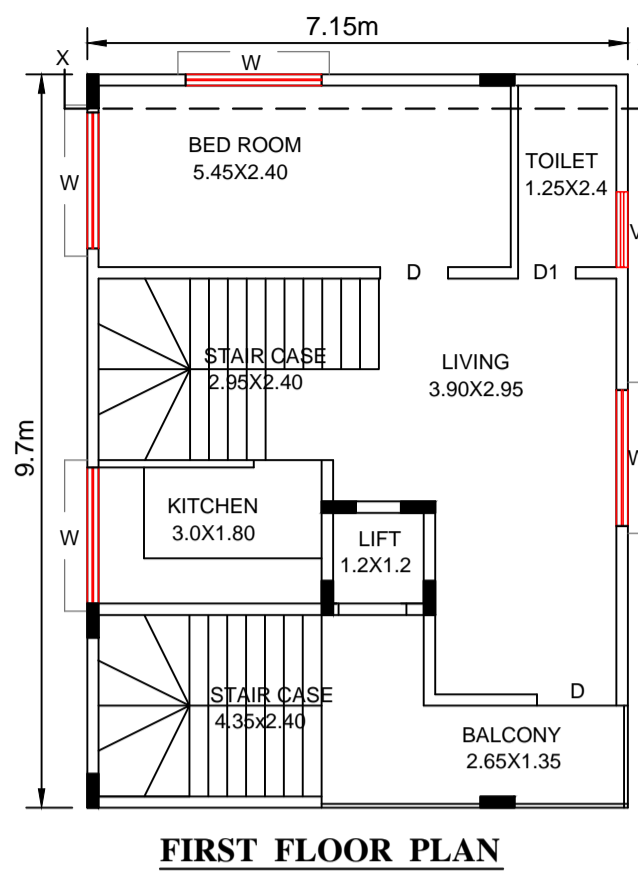 7.15m
X
W
BED ROOM
5.45X2.40
TOILET
1.25X2.4
W
V
D
D1
STAIR CASE
2.95X2.40
LIVING
3.90X2.95
9.7m
W
KITCHEN
3.0X1.80
W
LIFT
1.2X1.2
STAIR CASE
4.35x2.40
D
BALCONY
2.65X1.35
FIRST FLOOR PLAN